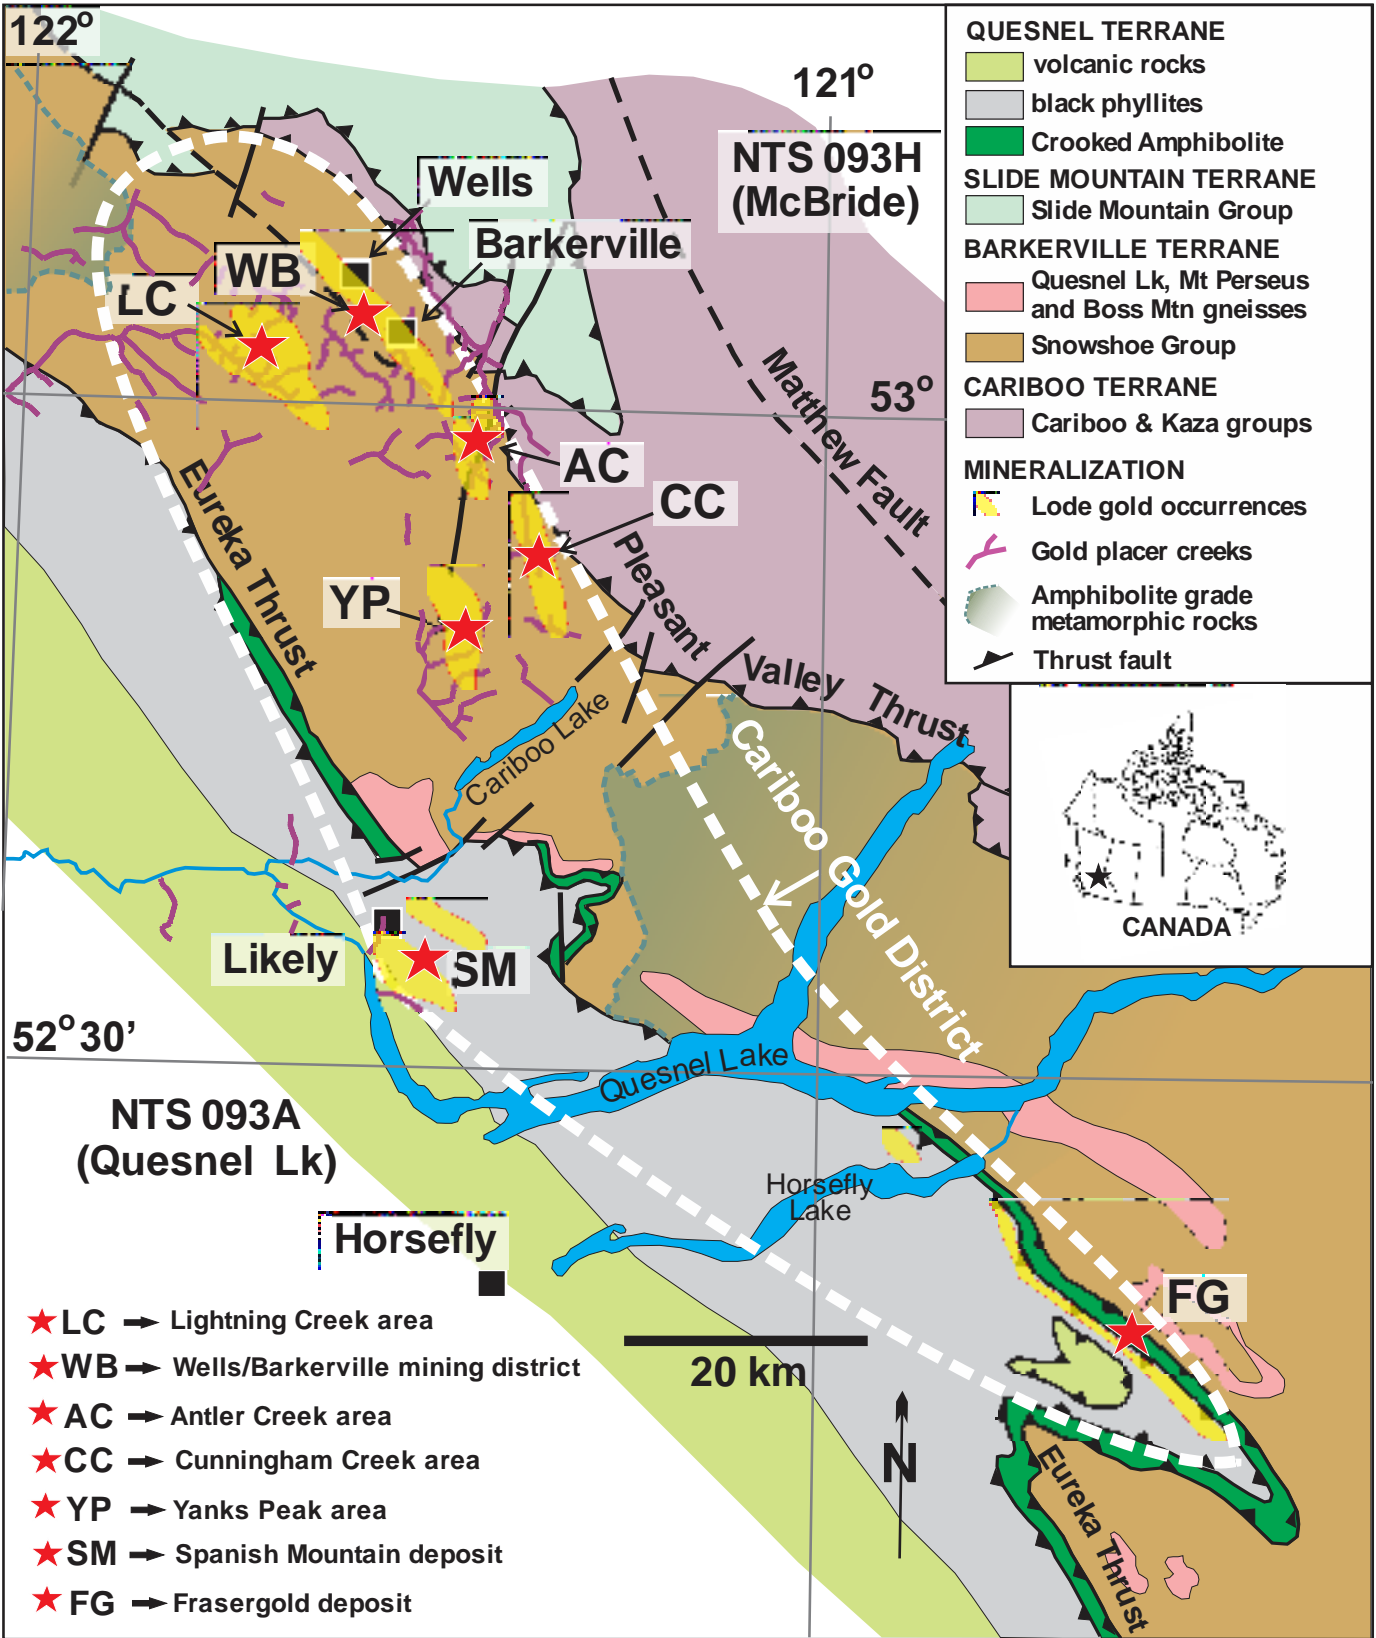 122°
121°
NTS 093H
(McBride)
Wells
Barkerville
WB
LC
53°
Matthew Fault
AC
CC
Eureka Thrust
Pleasant
Valley
Thrust
YP
Cariboo Lake
Cariboo Gold District
Likely
SM
52°30’
Quesnel Lake
NTS 093A
(Quesnel Lk)
Horsefly
Lake
Horsefly
FG
20 km
N
Eureka Thrust
QUESNEL TERRANE
volcanic rocks
black phyllites
Crooked Amphibolite
SLIDE MOUNTAIN TERRANE
Slide Mountain Group
BARKERVILLE TERRANE
Quesnel Lk, Mt Perseus
and Boss Mtn gneisses
Snowshoe Group
CARIBOO TERRANE
Cariboo & Kaza groups
MINERALIZATION
Lode gold occurrences
Gold placer creeks
Amphibolite grade
metamorphic rocks
Thrust fault
CANADA
LC Lightning Creek area
WB Wells/Barkerville mining district
AC Antler Creek area
CC Cunningham Creek area
YP Yanks Peak area
SM Spanish Mountain deposit
FG Frasergold deposit